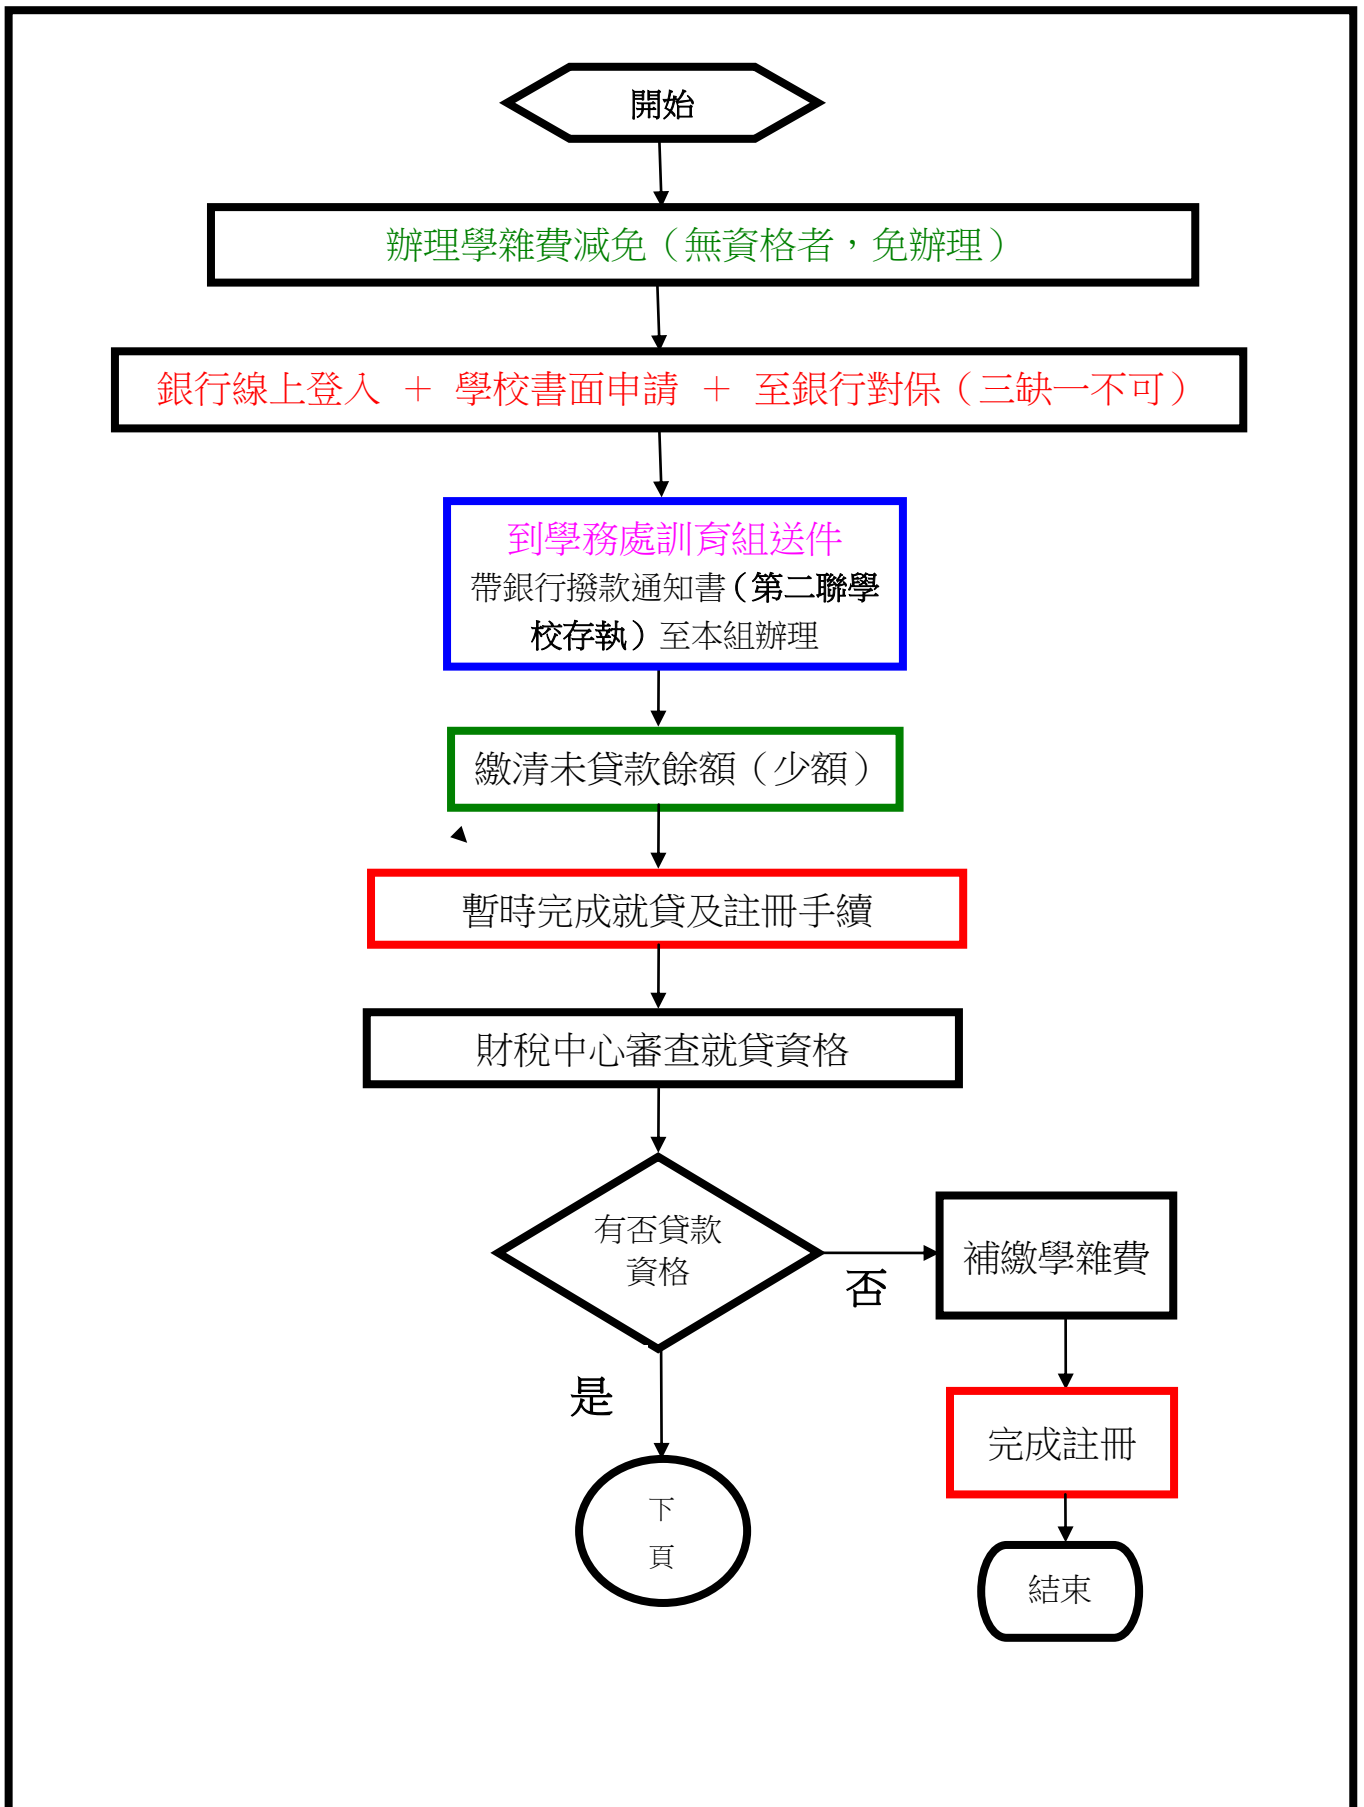 開始
辦理學雜費減免（無資格者，免辦理）
銀行線上登入 ＋ 學校書面申請 ＋ 至銀行對保（三缺一不可）
到學務處訓育組送件
帶銀行撥款通知書（第二聯學
校存執）至本組辦理
繳清未貸款餘額（少額）
暫時完成就貸及註冊手續
財稅中心審查就貸資格
有否貸款
資格
否
補繳學雜費
是
完成註冊
下
頁
結束